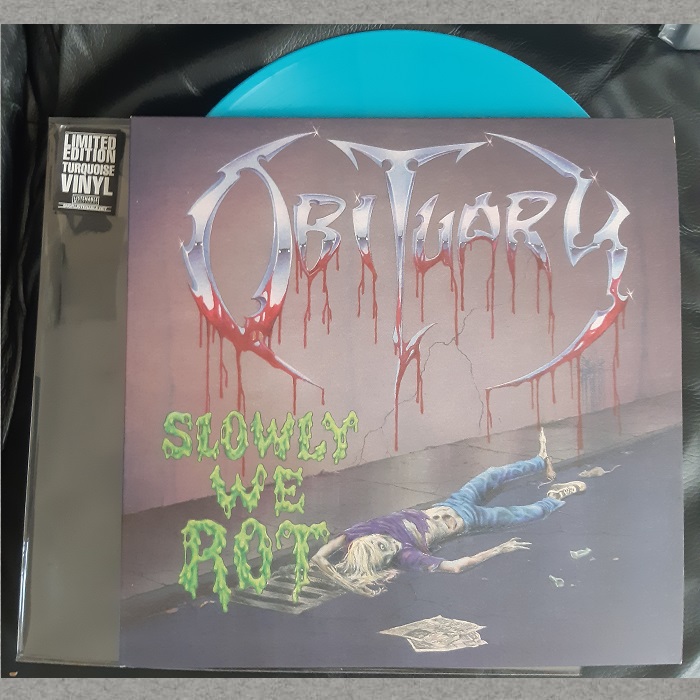 LIMITED
EDITION
TURQUOISE
VINYL
OBITUARY
SLOWLY
WE
ROT